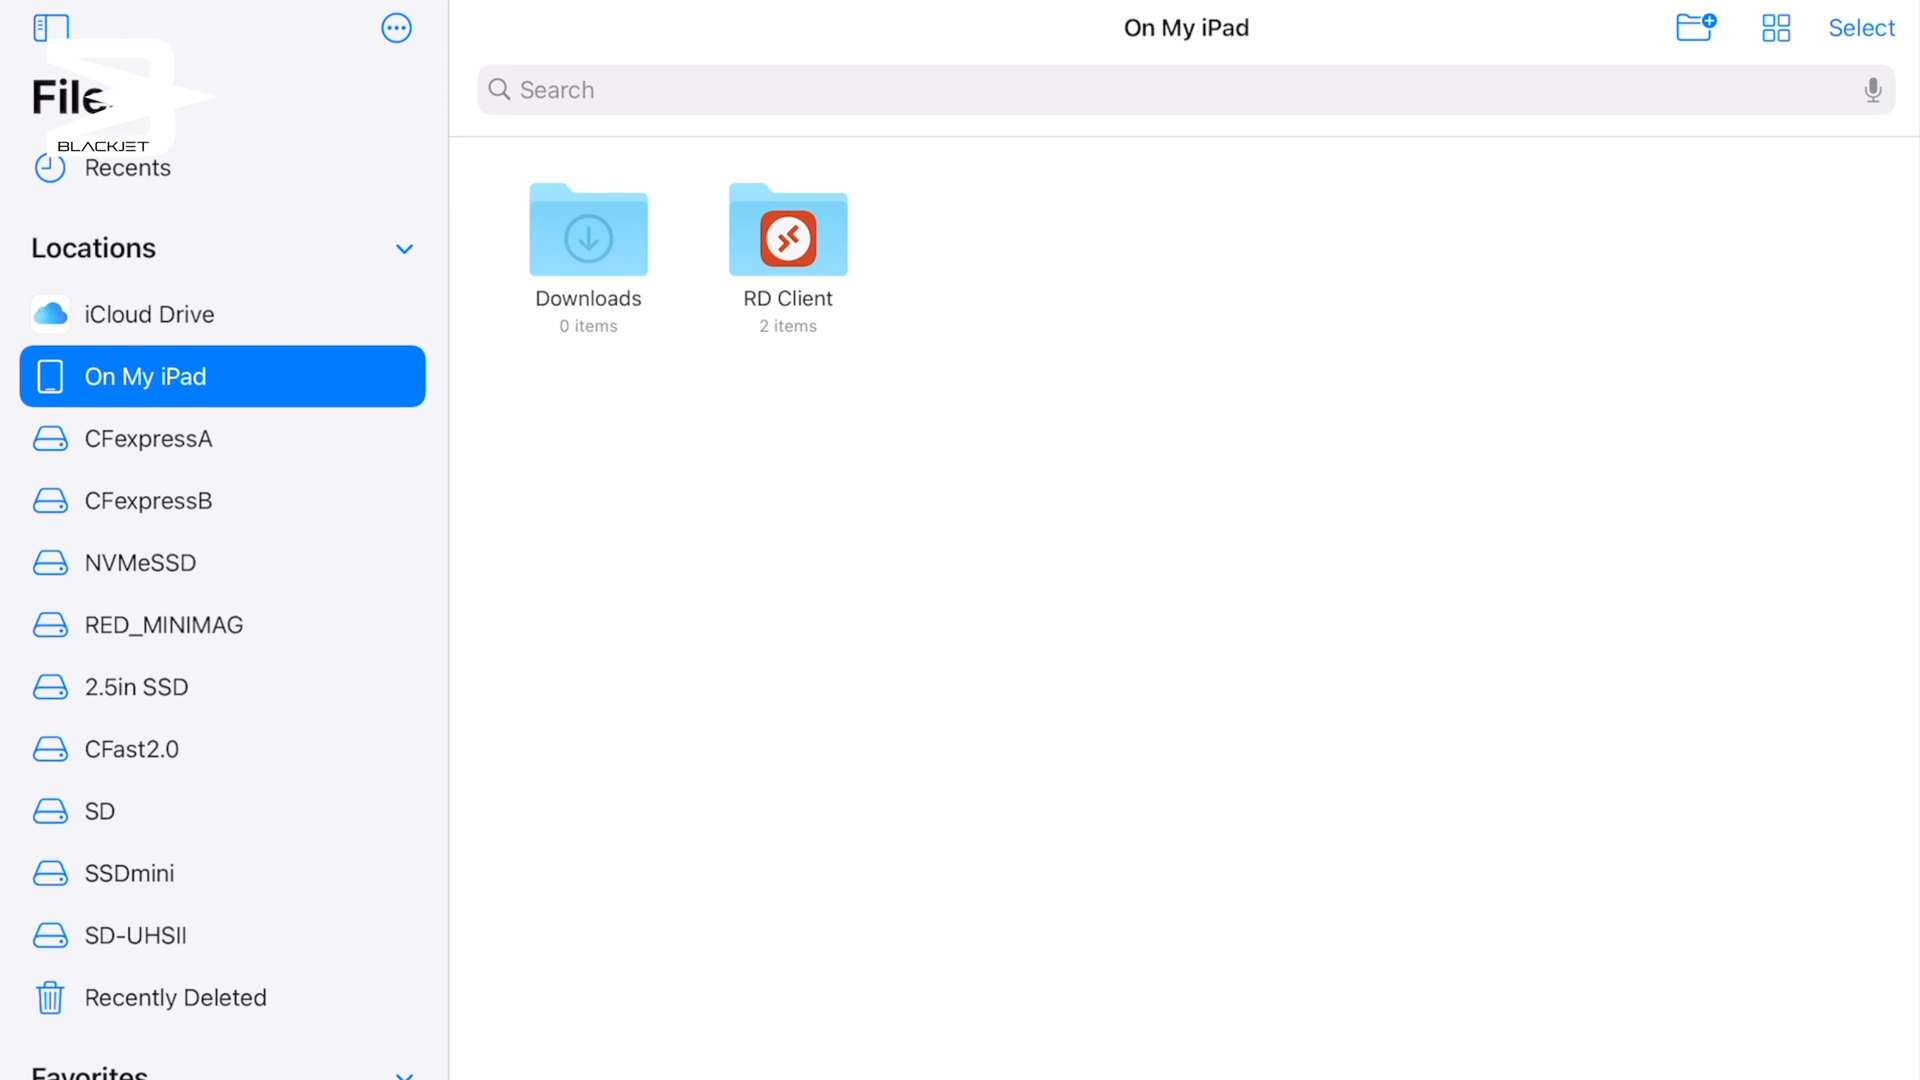 On My iPad
Select
Search
File
BLACKJET
Recents
Locations
iCloud Drive
On My iPad
CFexpressA
CFexpressB
NVMeSSD
RED_MINIMAG
2.5in SSD
CFast2.0
SD
SSDmini
SD-UHSII
Recently Deleted
Favorites
Downloads
0 items
RD Client
2 items